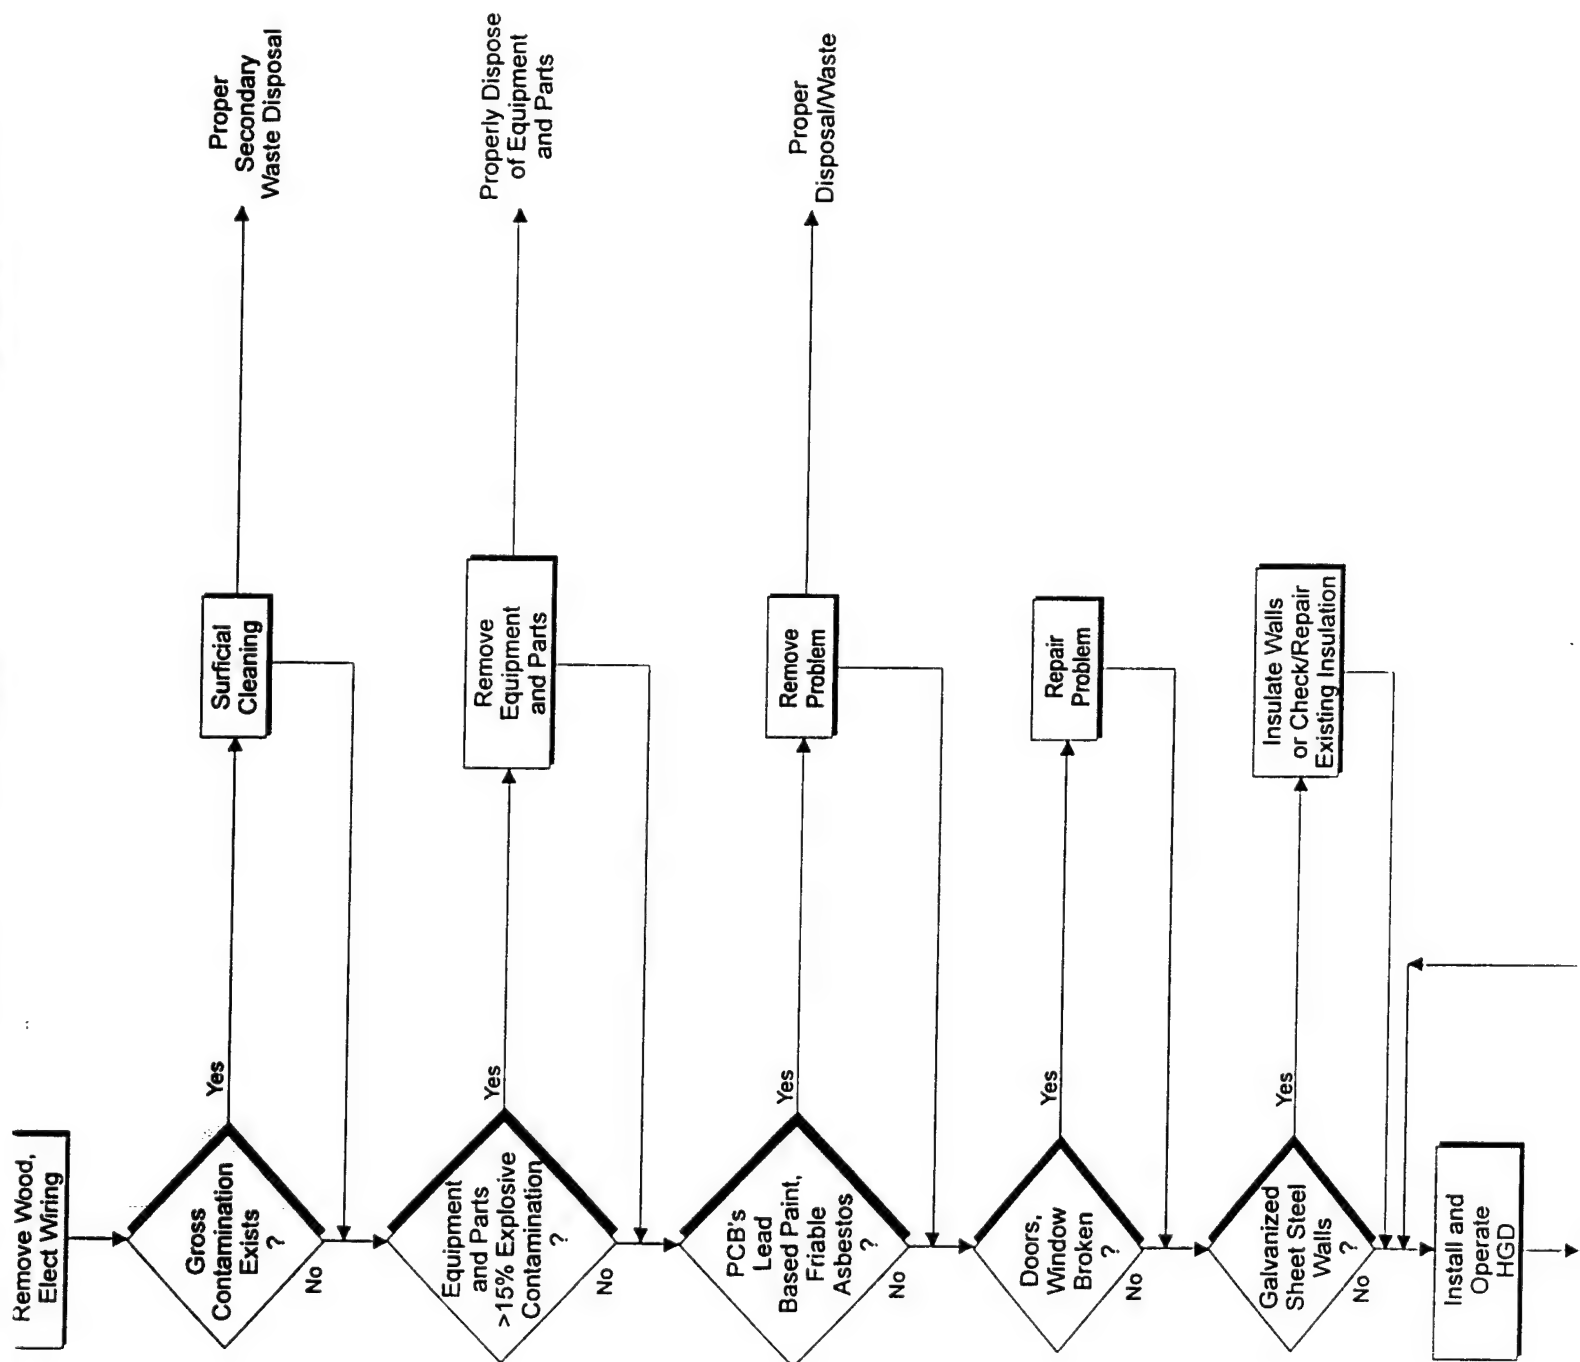 Remove Wood,
Elect Wiring
Gross
Contamination
Exists
?
Yes
No
Surficial
Cleaning
Proper
Secondary
Waste Disposal
Equipment
and Parts
>15% Explosive
Contamination
?
Yes
No
Remove
Equipment
and Parts
Properly Dispose
of Equipment
and Parts
PCB's
Lead
Based Paint,
Friable
Asbestos
?
Yes
No
Remove
Problem
Proper
Disposal/Waste
Doors,
Window
Broken
?
Yes
No
Repair
Problem
Galvanized
Sheet Steel
Walls
?
Yes
No
Insulate Walls
or Check/Repair
Existing Insulation
Install and
Operate
HGD